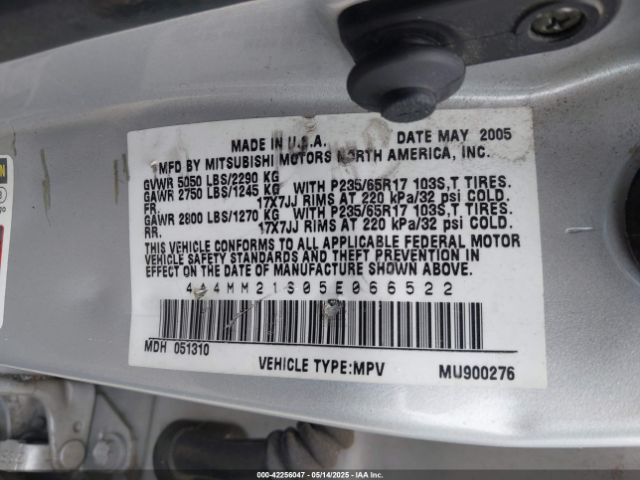 MADE IN U.S.A. DATE MAY 2005
MFD BY MITSUBISHI MOTORS NORTH AMERICA, INC.
GVWR 5050 LBS/2290 KG
GAWR 2750 LBS/1245 KG WITH P235/65R17 103S,T TIRES.
FR. 17X7JJ RIMS AT 220 kPa/32 psi COLD.
GAWR 2800 LBS/1270 KG WITH P235/65R17 103S,T TIRES.
RR. 17X7JJ RIMS AT 220 kPa/32 psi COLD.
THIS VEHICLE CONFORMS TO ALL APPLICABLE FEDERAL MOTOR
VEHICLE SAFETY STANDARDS AND THEFT PREVENTION IN
EFFECT ON THE DATE OF MANUFACTURE SHOWN ABOVE.
4A4MM21S05E066522
MDH 051310
VEHICLE TYPE:MPV MU900276
000-42256047 - 05/14/2025 - IAA, Inc.